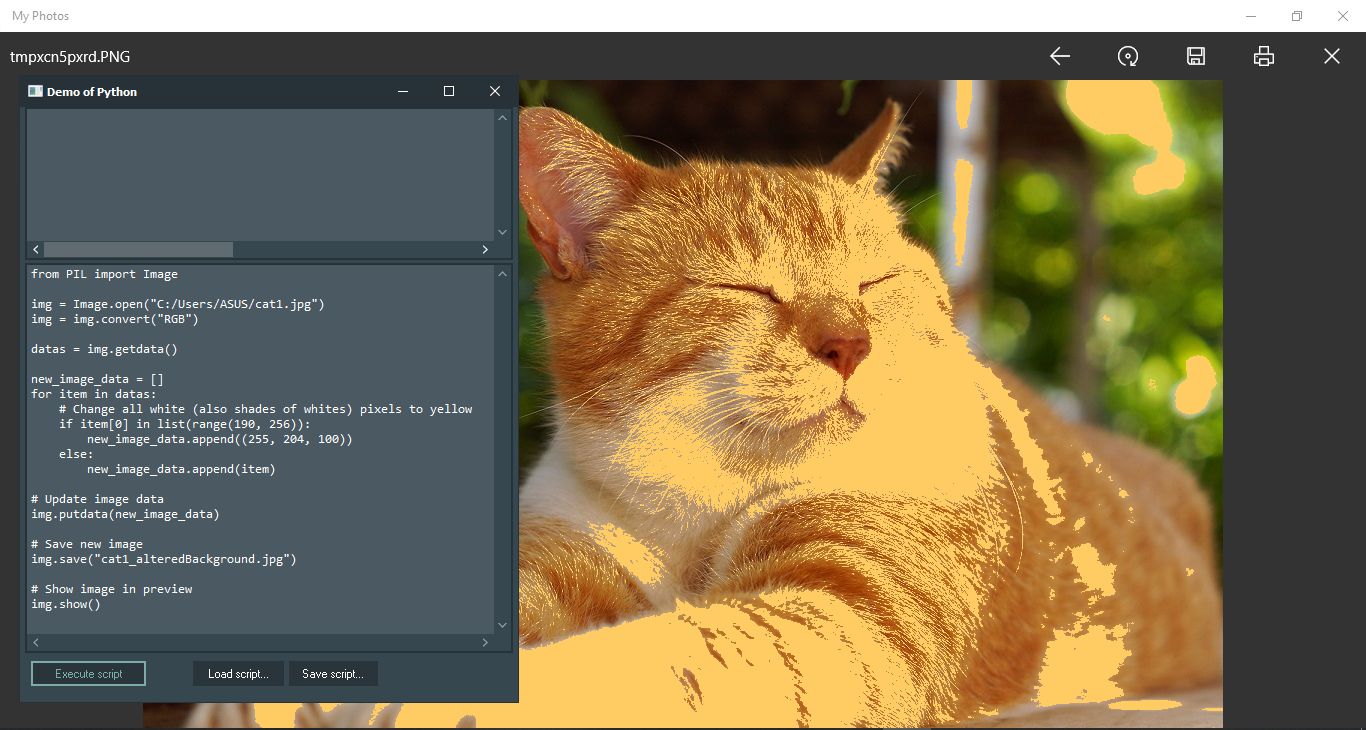 My Photos
tmpxcn5pxrd.PNG
Demo of Python
from PIL import Image
img = Image.open("C:/Users/ASUS/cat1.jpg")
img = img.convert("RGB")
datas = img.getdata()
new_image_data = []
for item in datas:
# Change all white (also shades of whites) pixels to yellow
if item[0] in list(range(190, 256)):
new_image_data.append((255, 204, 100))
else:
new_image_data.append(item)
# Update image data
img.putdata(new_image_data)
# Save new image
img.save("cat1_alteredBackground.jpg")
# Show image in preview
img.show()
Execute script
Load script...
Save script...